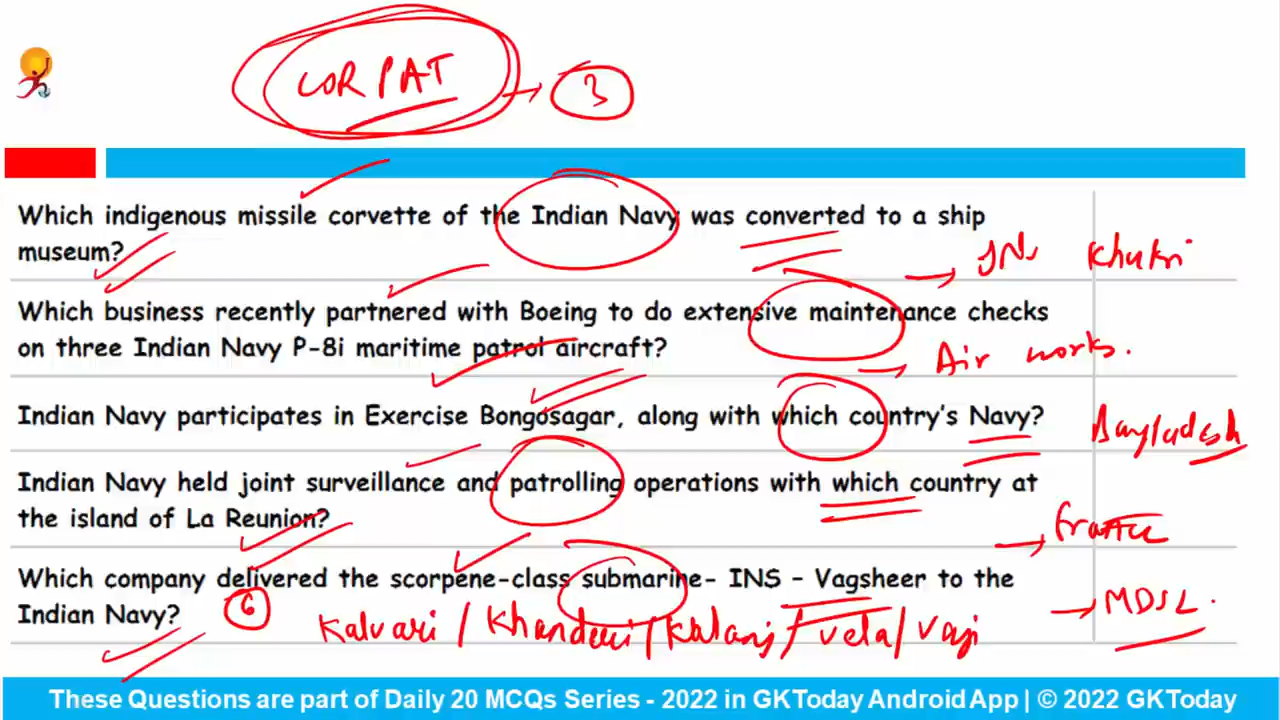 CORPAT → 3
Which indigenous missile corvette of the Indian Navy was converted to a ship
museum?
→ INS Khukri
Which business recently partnered with Boeing to do extensive maintenance checks
on three Indian Navy P-8i maritime patrol aircraft?
→ Air works.
Indian Navy participates in Exercise Bongosagar, along with which country's Navy?
Bangladesh
Indian Navy held joint surveillance and patrolling operations with which country at
the island of La Reunion?
→ France
Which company delivered the scorpene-class submarine- INS - Vagsheer to the
Indian Navy?
→ MDSL.
6 Kalvari / Khanderi / / Vela /
These Questions are part of Daily 20 MCQs Series - 2022 in GKToday Android App | © 2022 GKToday